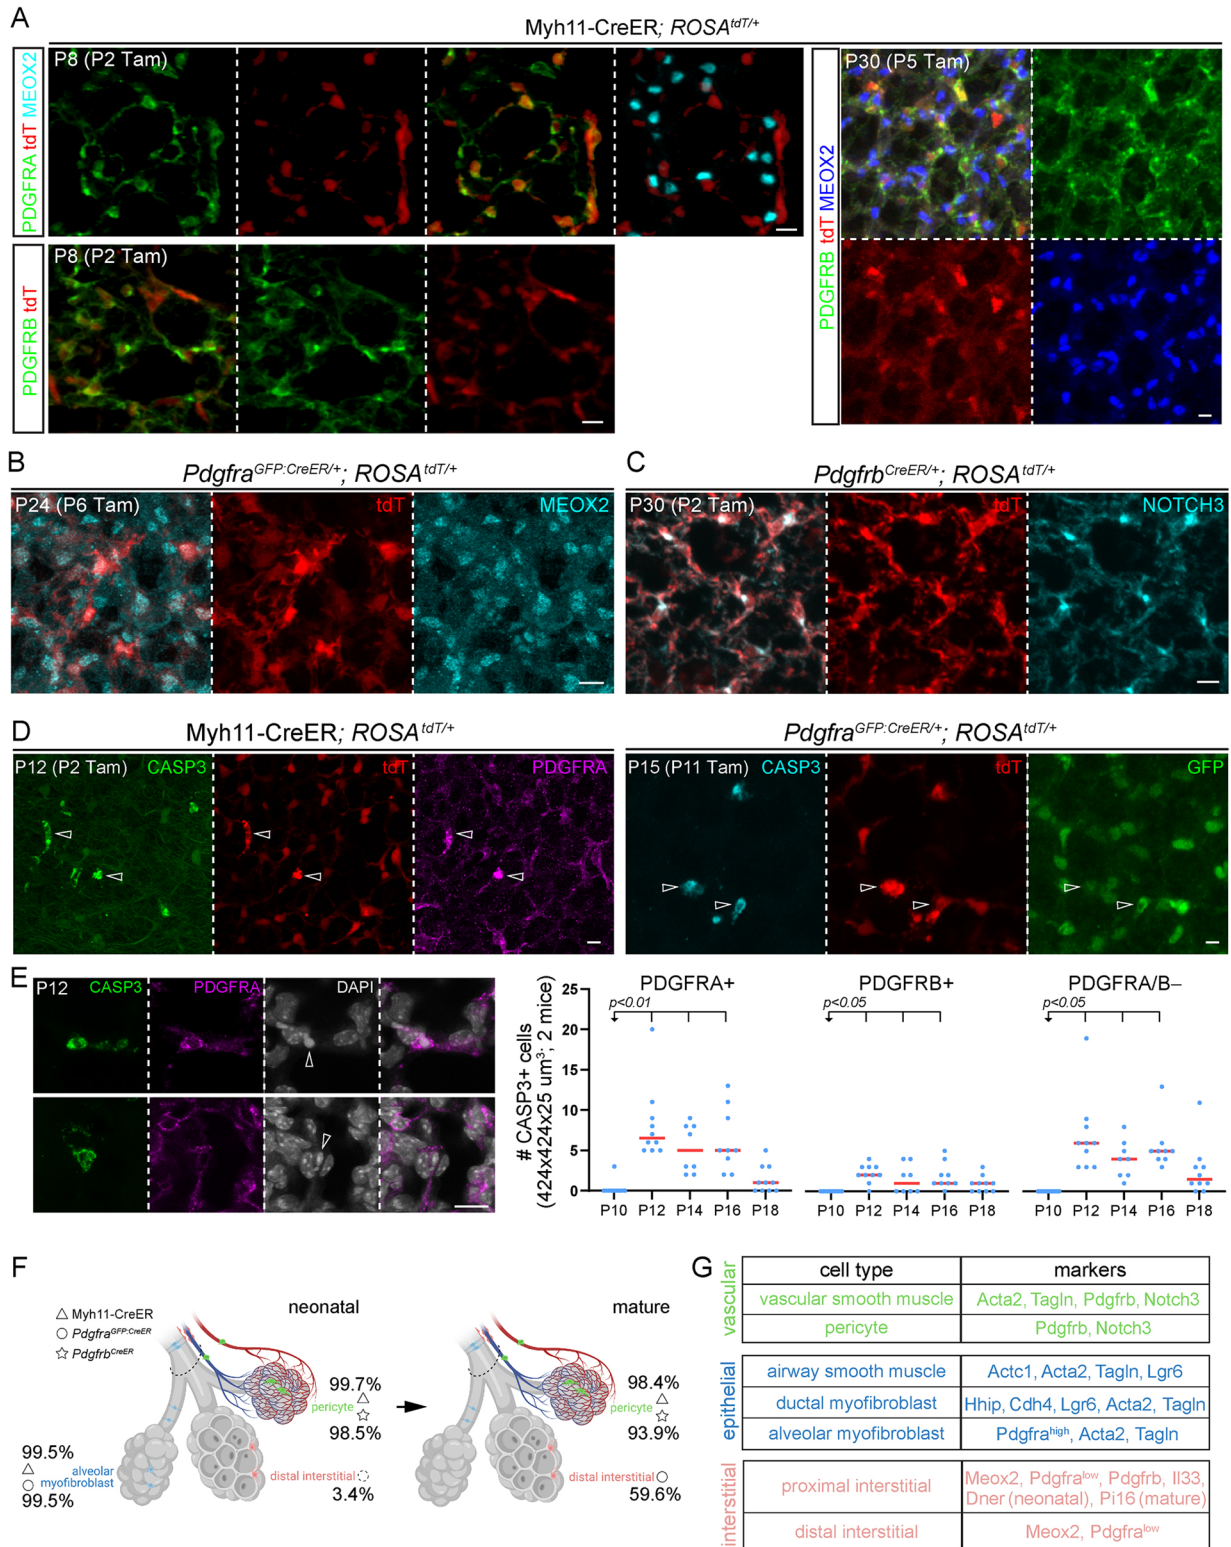 A
Myh11-CreER; ROSA tdT/+
PDGFRA tdT MEOX2
P8 (P2 Tam)
PDGFRB tdT
P8 (P2 Tam)
PDGFRB tdT MEOX2
P30 (P5 Tam)
B
Pdgfra GFP:CreER/+; ROSA tdT/+
P24 (P6 Tam) tdT MEOX2
C
Pdgfrb CreER/+; ROSA tdT/+
P30 (P2 Tam) tdT NOTCH3
D
Myh11-CreER; ROSA tdT/+
P12 (P2 Tam) CASP3 tdT PDGFRA
Pdgfra GFP:CreER/+; ROSA tdT/+
P15 (P11 Tam) CASP3 tdT GFP
E
P12 CASP3 PDGFRA DAPI
# CASP3+ cells
(424x424x25 um³; 2 mice)
25
20
15
10
5
0
PDGFRA+
p<0.01
P10 P12 P14 P16 P18
PDGFRB+
p<0.05
P10 P12 P14 P16 P18
PDGFRA/B–
p<0.05
P10 P12 P14 P16 P18
F
Myh11-CreER
Pdgfra GFP:CreER
Pdgfrb CreER
neonatal
99.7%
pericyte
98.5%
99.5%
alveolar
myofibroblast
99.5%
distal interstitial
3.4%
mature
98.4%
pericyte
93.9%
distal interstitial
59.6%
G
cell type markers
vascular
vascular smooth muscle Acta2, Tagln, Pdgfrb, Notch3
pericyte Pdgfrb, Notch3
epithelial
airway smooth muscle Actc1, Acta2, Tagln, Lgr6
ductal myofibroblast Hhip, Cdh4, Lgr6, Acta2, Tagln
alveolar myofibroblast Pdgfra high, Acta2, Tagln
interstitial
proximal interstitial Meox2, Pdgfra low, Pdgfrb, Il33,
Dner (neonatal), Pi16 (mature)
distal interstitial Meox2, Pdgfra low